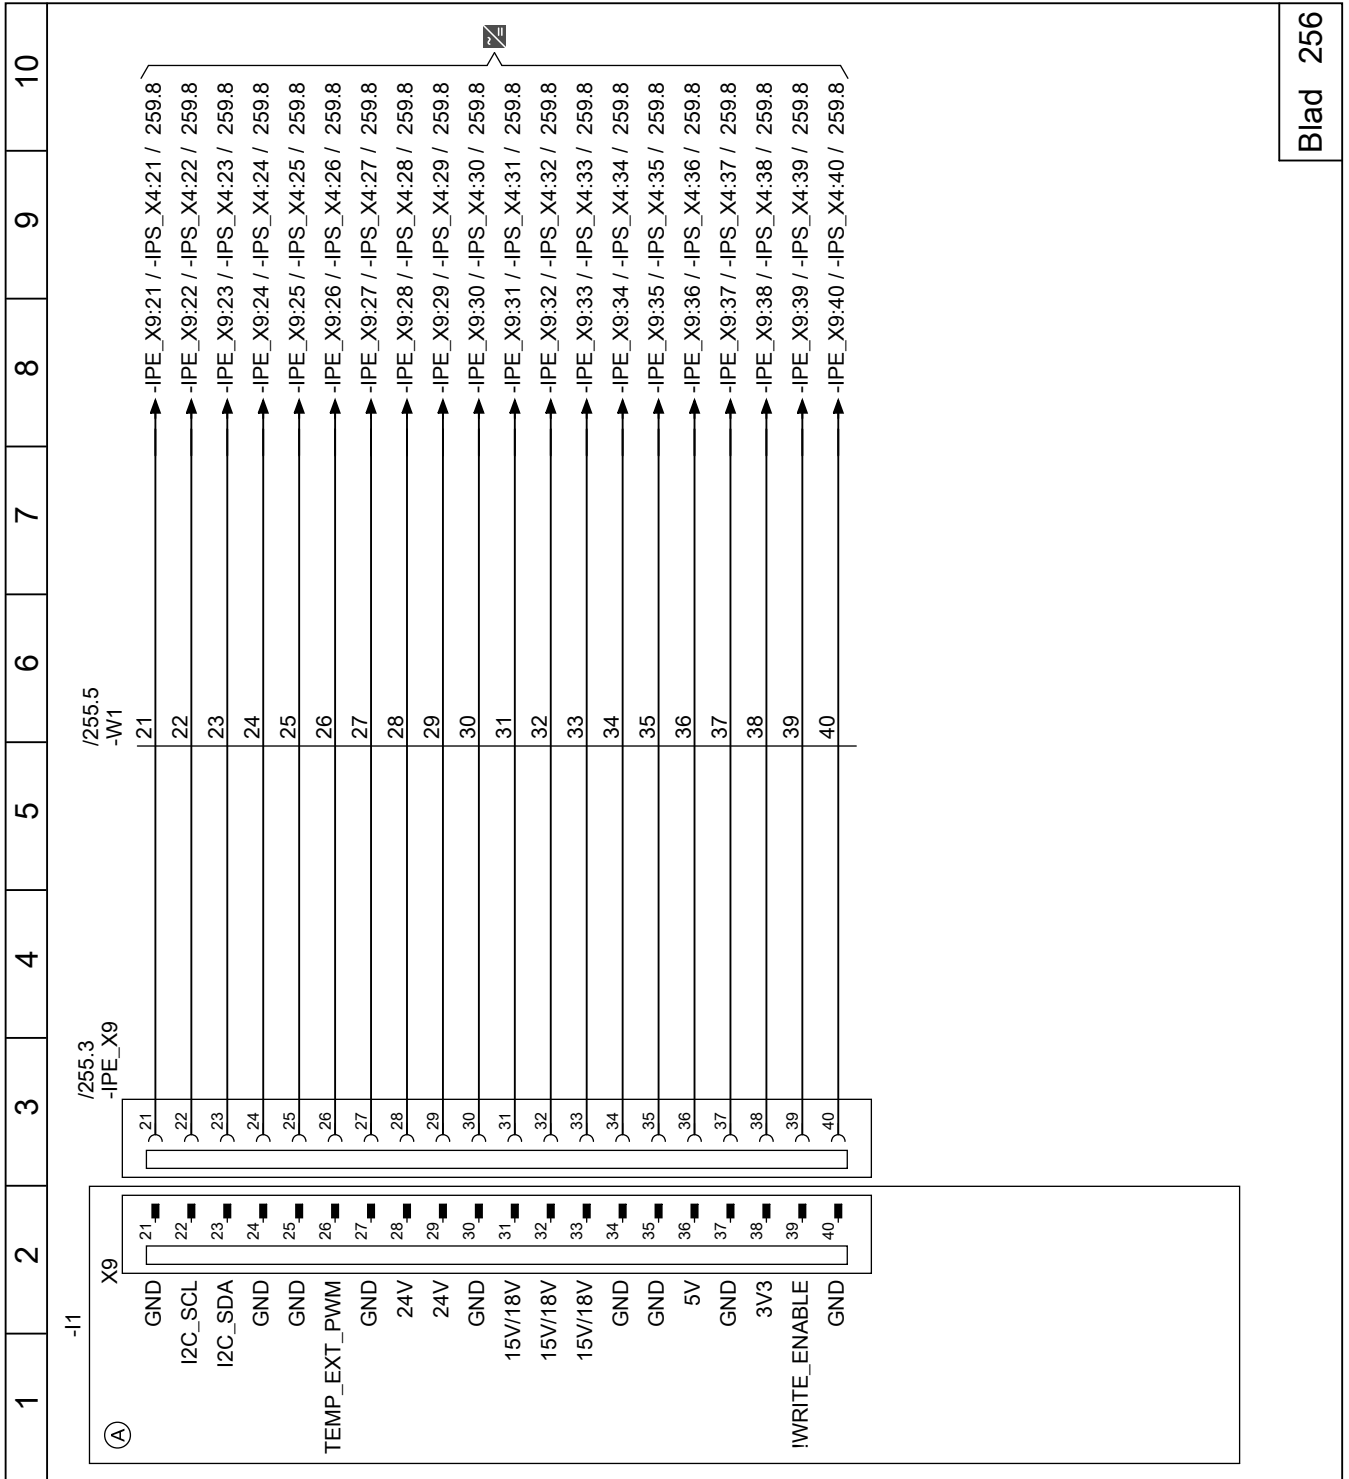 1 2 3 4 5 6 7 8 9 10
-I1
A
X9
/255.3
-IPE_X9
/255.5
-W1
GND 21 21 21 -IPE_X9:21 / -IPS_X4:21 / 259.8
I2C_SCL 22 22 22 -IPE_X9:22 / -IPS_X4:22 / 259.8
I2C_SDA 23 23 23 -IPE_X9:23 / -IPS_X4:23 / 259.8
GND 24 24 24 -IPE_X9:24 / -IPS_X4:24 / 259.8
GND 25 25 25 -IPE_X9:25 / -IPS_X4:25 / 259.8
TEMP_EXT_PWM 26 26 26 -IPE_X9:26 / -IPS_X4:26 / 259.8
GND 27 27 27 -IPE_X9:27 / -IPS_X4:27 / 259.8
24V 28 28 28 -IPE_X9:28 / -IPS_X4:28 / 259.8
24V 29 29 29 -IPE_X9:29 / -IPS_X4:29 / 259.8
GND 30 30 30 -IPE_X9:30 / -IPS_X4:30 / 259.8
15V/18V 31 31 31 -IPE_X9:31 / -IPS_X4:31 / 259.8
15V/18V 32 32 32 -IPE_X9:32 / -IPS_X4:32 / 259.8
15V/18V 33 33 33 -IPE_X9:33 / -IPS_X4:33 / 259.8
GND 34 34 34 -IPE_X9:34 / -IPS_X4:34 / 259.8
GND 35 35 35 -IPE_X9:35 / -IPS_X4:35 / 259.8
5V 36 36 36 -IPE_X9:36 / -IPS_X4:36 / 259.8
GND 37 37 37 -IPE_X9:37 / -IPS_X4:37 / 259.8
3V3 38 38 38 -IPE_X9:38 / -IPS_X4:38 / 259.8
!WRITE_ENABLE 39 39 39 -IPE_X9:39 / -IPS_X4:39 / 259.8
GND 40 40 40 -IPE_X9:40 / -IPS_X4:40 / 259.8
Blad 256